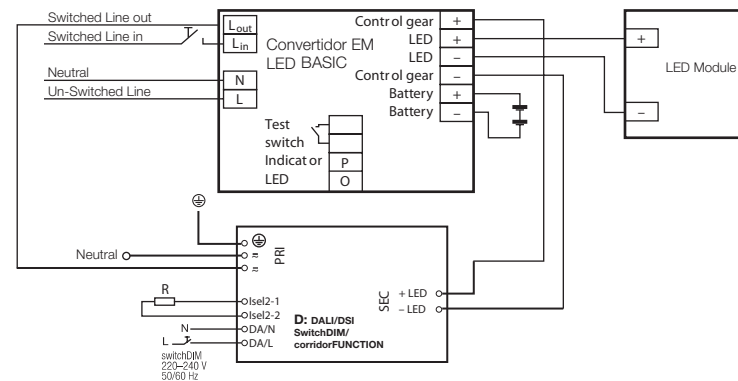 Switched Line out
Switched Line in
Neutral
Un-Switched Line
Lout
Lin
N
L
Convertidor EM
LED BASIC
Control gear +
LED +
LED –
Control gear –
Battery +
Battery –
Test
switch
Indicator P
LED O
+
–
LED Module
Neutral
≂
≂
PRI
R
Isel2-1
Isel2-2
N
DA/N
L
DA/L
switchDIM
220–240 V
50/60 Hz
D: DALI/DSI
SwitchDIM/
corridorFUNCTION
SEC
+ LED
– LED